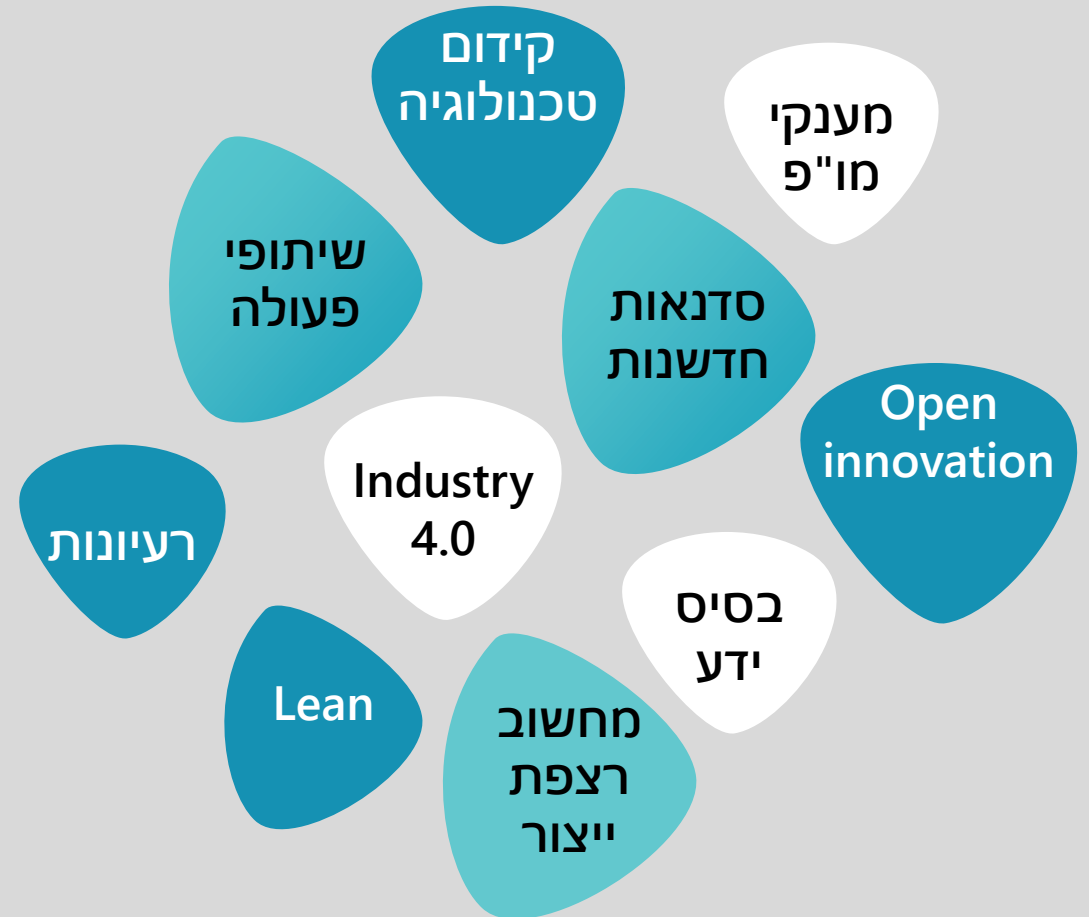 קידום
טכנולוגיה
מענקי
מו"פ
שיתופי
פעולה
סדנאות
חדשנות
Open
innovation
Industry
4.0
רעיונות
בסיס
ידע
Lean
מחשוב
רצפת
ייצור